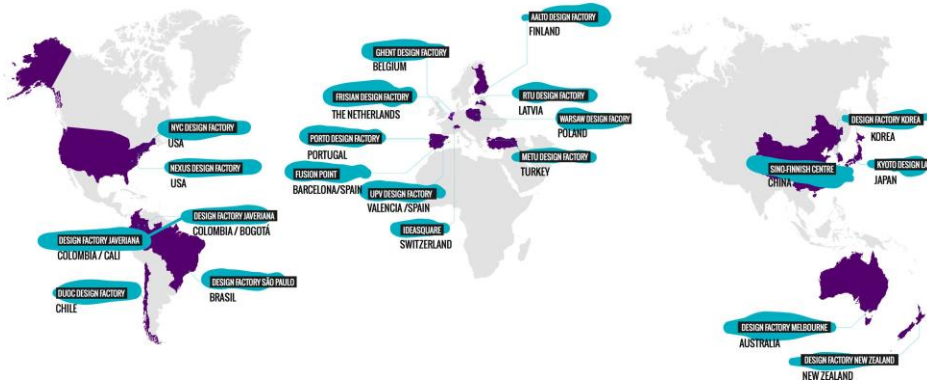 NYC DESIGN FACTORY
USA
NEXUS DESIGN FACTORY
USA
DESIGN FACTORY JAVERIANA
COLOMBIA / BOGOTÁ
DESIGN FACTORY JAVERIANA
COLOMBIA / CALI
DUOC DESIGN FACTORY
CHILE
DESIGN FACTORY SÃO PAULO
BRASIL
AALTO DESIGN FACTORY
FINLAND
GHENT DESIGN FACTORY
BELGIUM
FRISIAN DESIGN FACTORY
THE NETHERLANDS
RTU DESIGN FACTORY
LATVIA
WARSAW DESIGN FACORY
POLAND
PORTO DESIGN FACTORY
PORTUGAL
METU DESIGN FACTORY
TURKEY
FUSION POINT
BARCELONA/SPAIN
UPV DESIGN FACTORY
VALENCIA /SPAIN
IDEASQUARE
SWITZERLAND
DESIGN FACTORY KOREA
KOREA
SINO-FINNISH CENTRE
CHINA
KYOTO DESIGN LA
JAPAN
DESIGN FACTORY MELBOURNE
AUSTRALIA
DESIGN FACTORY NEW ZEALAND
NEW ZEALAND